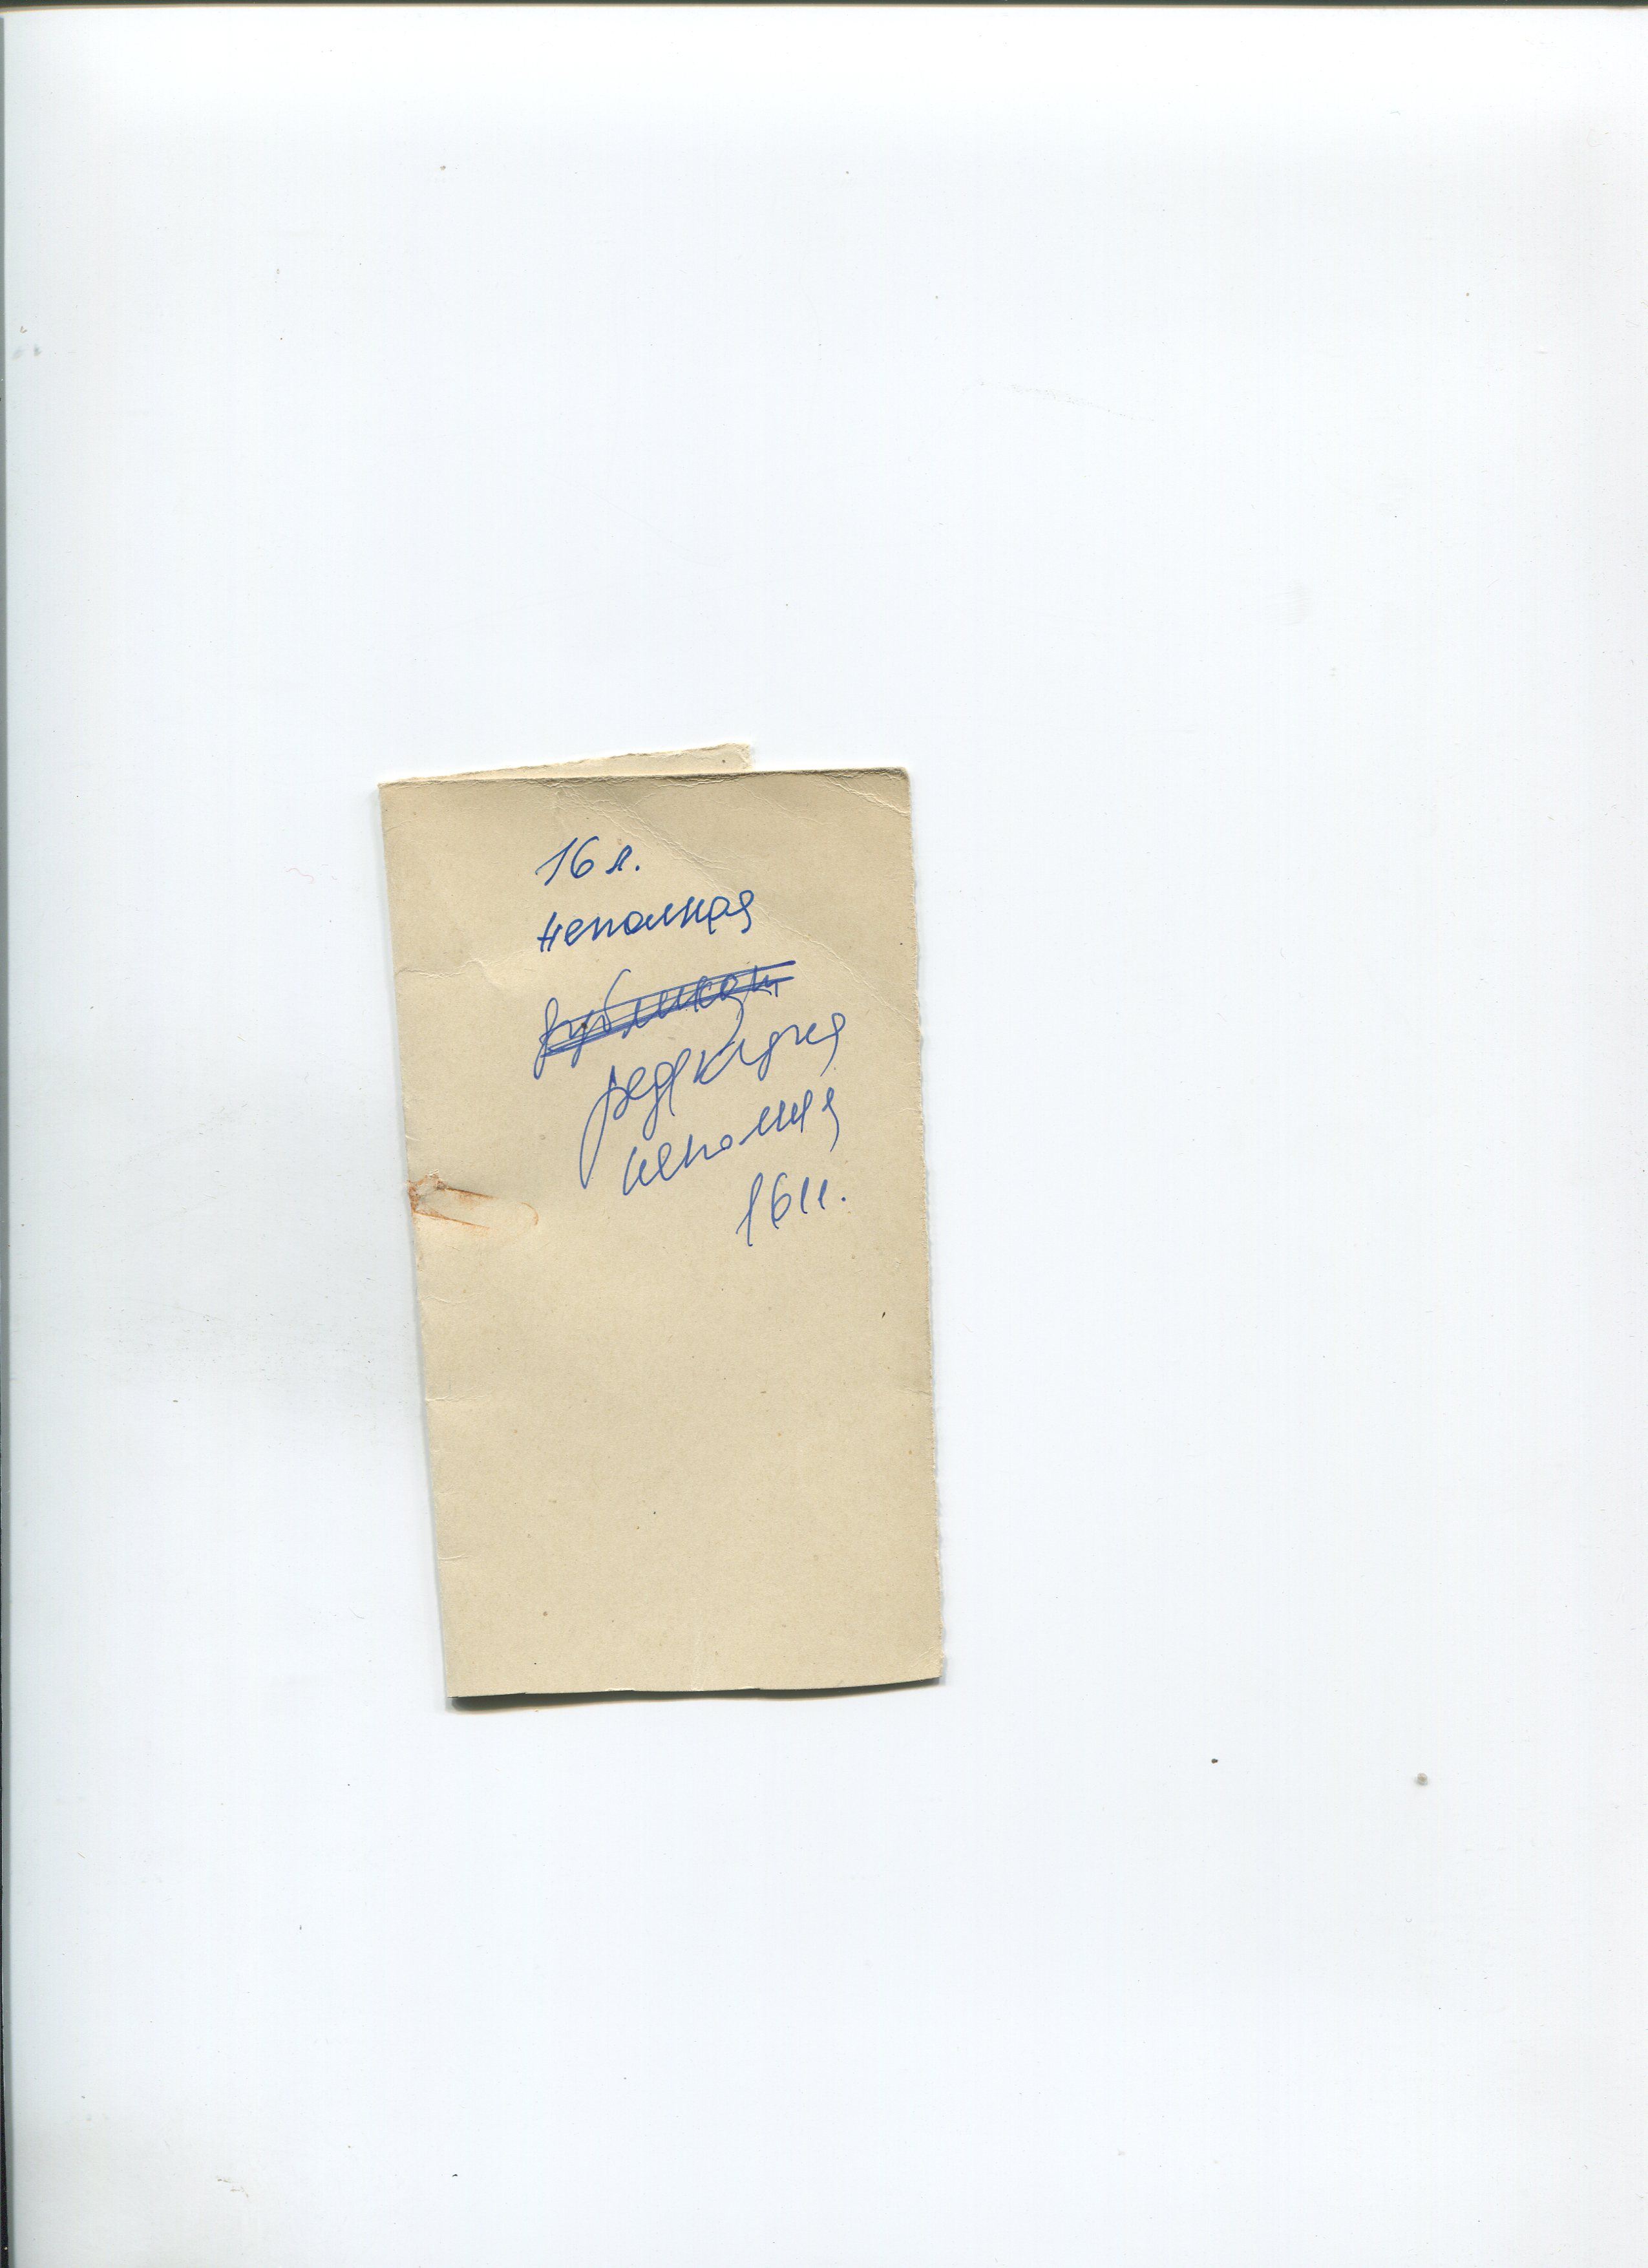 16 л.
неполная
редакция
неполная
16 л.